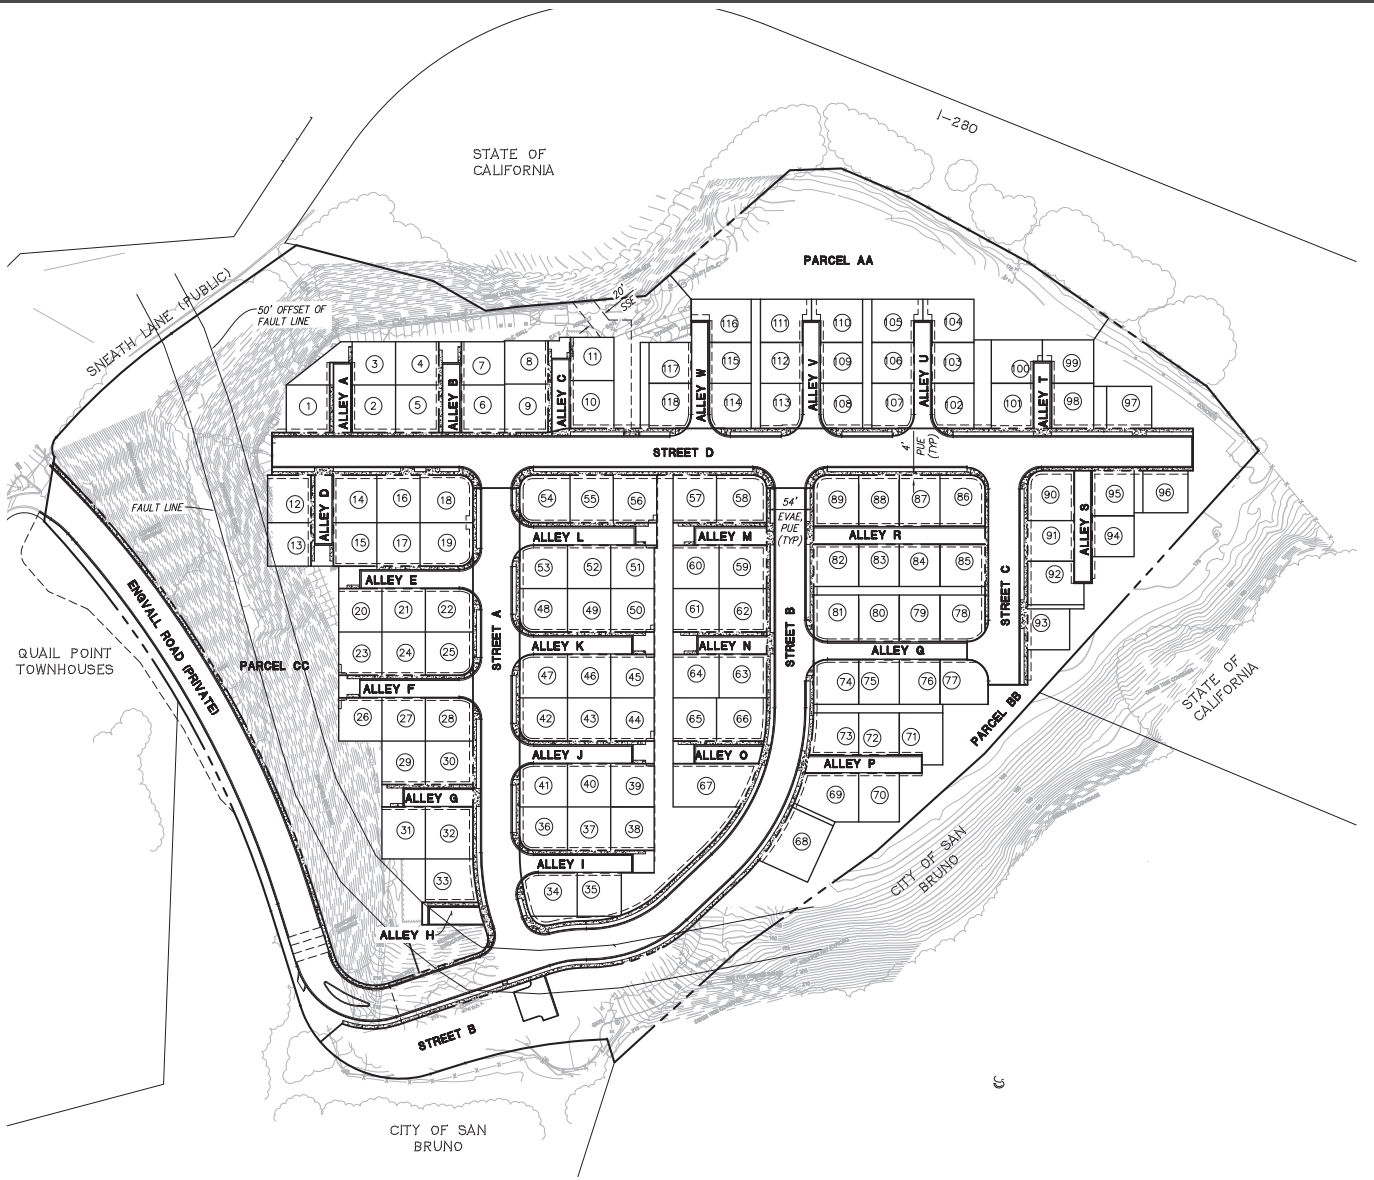 I-280
STATE OF
CALIFORNIA
PARCEL AA
SNEATH LANE (PUBLIC)
50' OFFSET OF
FAULT LINE
20'
SSE
116
111
110
105
104
3
4
7
8
11
117
115
112
109
106
103
100
99
1
ALLEY A
2
5
ALLEY B
6
9
ALLEY C
10
118
ALLEY W
114
113
ALLEY V
108
107
ALLEY U
102
101
ALLEY T
98
97
STREET D
4'
PUE
(TYP)
12
ALLEY D
14
16
18
54
55
56
57
58
54'
EVAE,
PUE
(TYP)
89
88
87
86
90
ALLEY S
95
96
FAULT LINE
13
15
17
19
ALLEY L
ALLEY M
ALLEY R
91
94
ALLEY E
53
52
51
60
59
82
83
84
85
92
20
21
22
48
49
50
61
62
81
80
79
78
93
STREET A
STREET B
STREET C
ENGVALL ROAD (PRIVATE)
QUAIL POINT
TOWNHOUSES
PARCEL CC
23
24
25
ALLEY K
ALLEY N
ALLEY Q
ALLEY F
47
46
45
64
63
74
75
76
77
26
27
28
42
43
44
65
66
73
72
71
PARCEL BB
STATE OF
CALIFORNIA
29
30
ALLEY J
ALLEY O
ALLEY P
ALLEY G
41
40
39
67
69
70
31
32
36
37
38
68
33
ALLEY I
34
35
CITY OF SAN
BRUNO
ALLEY H
STREET B
CITY OF SAN
BRUNO